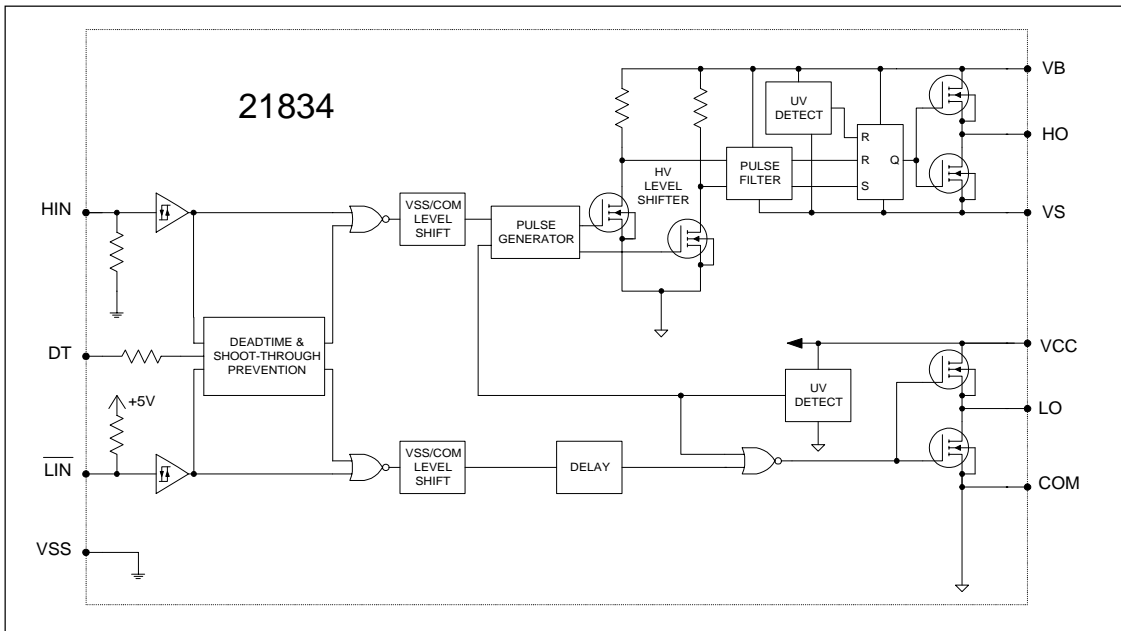 21834
VB
UV
DETECT
HO
R
R
Q
S
PULSE
FILTER
HV
LEVEL
SHIFTER
HIN
VSS/COM
LEVEL
SHIFT
PULSE
GENERATOR
VS
DEADTIME &
SHOOT-THROUGH
PREVENTION
DT
VCC
UV
DETECT
+5V
LO
LIN
VSS/COM
LEVEL
SHIFT
DELAY
COM
VSS